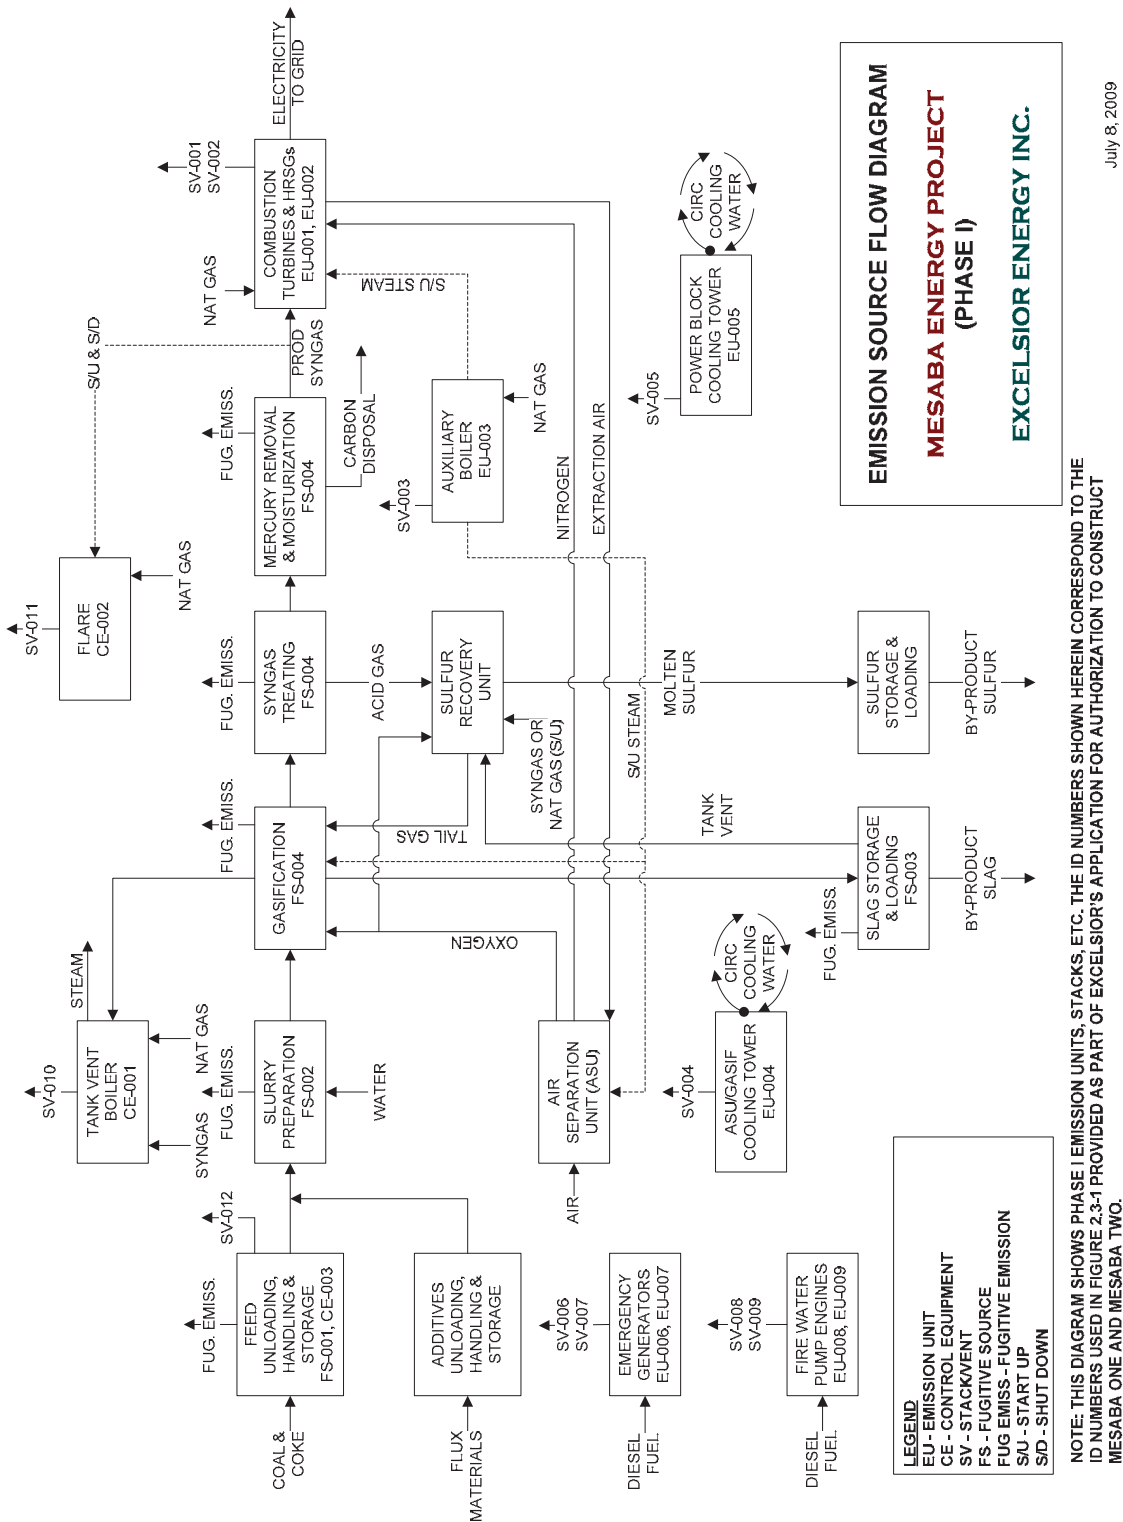 SV-011
FLARE
CE-002
NAT GAS
S/U & S/D
SV-010
TANK VENT
BOILER
CE-001
STEAM
SYNGAS
NAT GAS
FUG. EMISS.
SV-012
FEED
UNLOADING,
HANDLING &
STORAGE
FS-001, CE-003
COAL &
COKE
FUG. EMISS.
SLURRY
PREPARATION
FS-002
WATER
FUG. EMISS.
GASIFICATION
FS-004
FUG. EMISS.
SYNGAS
TREATING
FS-004
ACID GAS
FUG. EMISS.
MERCURY REMOVAL
& MOISTURIZATION
FS-004
CARBON
DISPOSAL
PROD
SYNGAS
NAT GAS
SV-001
SV-002
COMBUSTION
TURBINES & HRSGs
EU-001, EU-002
ELECTRICITY
TO GRID
FLUX
MATERIALS
ADDITIVES
UNLOADING,
HANDLING &
STORAGE
OXYGEN
TAIL GAS
SULFUR
RECOVERY
UNIT
SYNGAS OR
NAT GAS (S/U)
SV-003
AUXILIARY
BOILER
EU-003
NAT GAS
S/U STEAM
AIR
AIR
SEPARATION
UNIT (ASU)
NITROGEN
EXTRACTION AIR
S/U STEAM
DIESEL
FUEL
SV-006
SV-007
EMERGENCY
GENERATORS
EU-006, EU-007
SV-004
ASU/GASIF
COOLING TOWER
EU-004
CIRC
COOLING
WATER
TANK
VENT
MOLTEN
SULFUR
SV-005
POWER BLOCK
COOLING TOWER
EU-005
CIRC
COOLING
WATER
DIESEL
FUEL
SV-008
SV-009
FIRE WATER
PUMP ENGINES
EU-008, EU-009
FUG. EMISS.
SLAG STORAGE
& LOADING
FS-003
BY-PRODUCT
SLAG
SULFUR
STORAGE &
LOADING
BY-PRODUCT
SULFUR
EMISSION SOURCE FLOW DIAGRAM
MESABA ENERGY PROJECT
(PHASE I)
EXCELSIOR ENERGY INC.
LEGEND
EU - EMISSION UNIT
CE - CONTROL EQUIPMENT
SV - STACK/VENT
FS - FUGITIVE SOURCE
FUG EMISS - FUGITIVE EMISSION
S/U - START UP
S/D - SHUT DOWN
NOTE: THIS DIAGRAM SHOWS PHASE I EMISSION UNITS, STACKS, ETC. THE ID NUMBERS SHOWN HEREIN CORRESPOND TO THE
ID NUMBERS USED IN FIGURE 2.3-1 PROVIDED AS PART OF EXCELSIOR'S APPLICATION FOR AUTHORIZATION TO CONSTRUCT
MESABA ONE AND MESABA TWO.
July 8, 2009